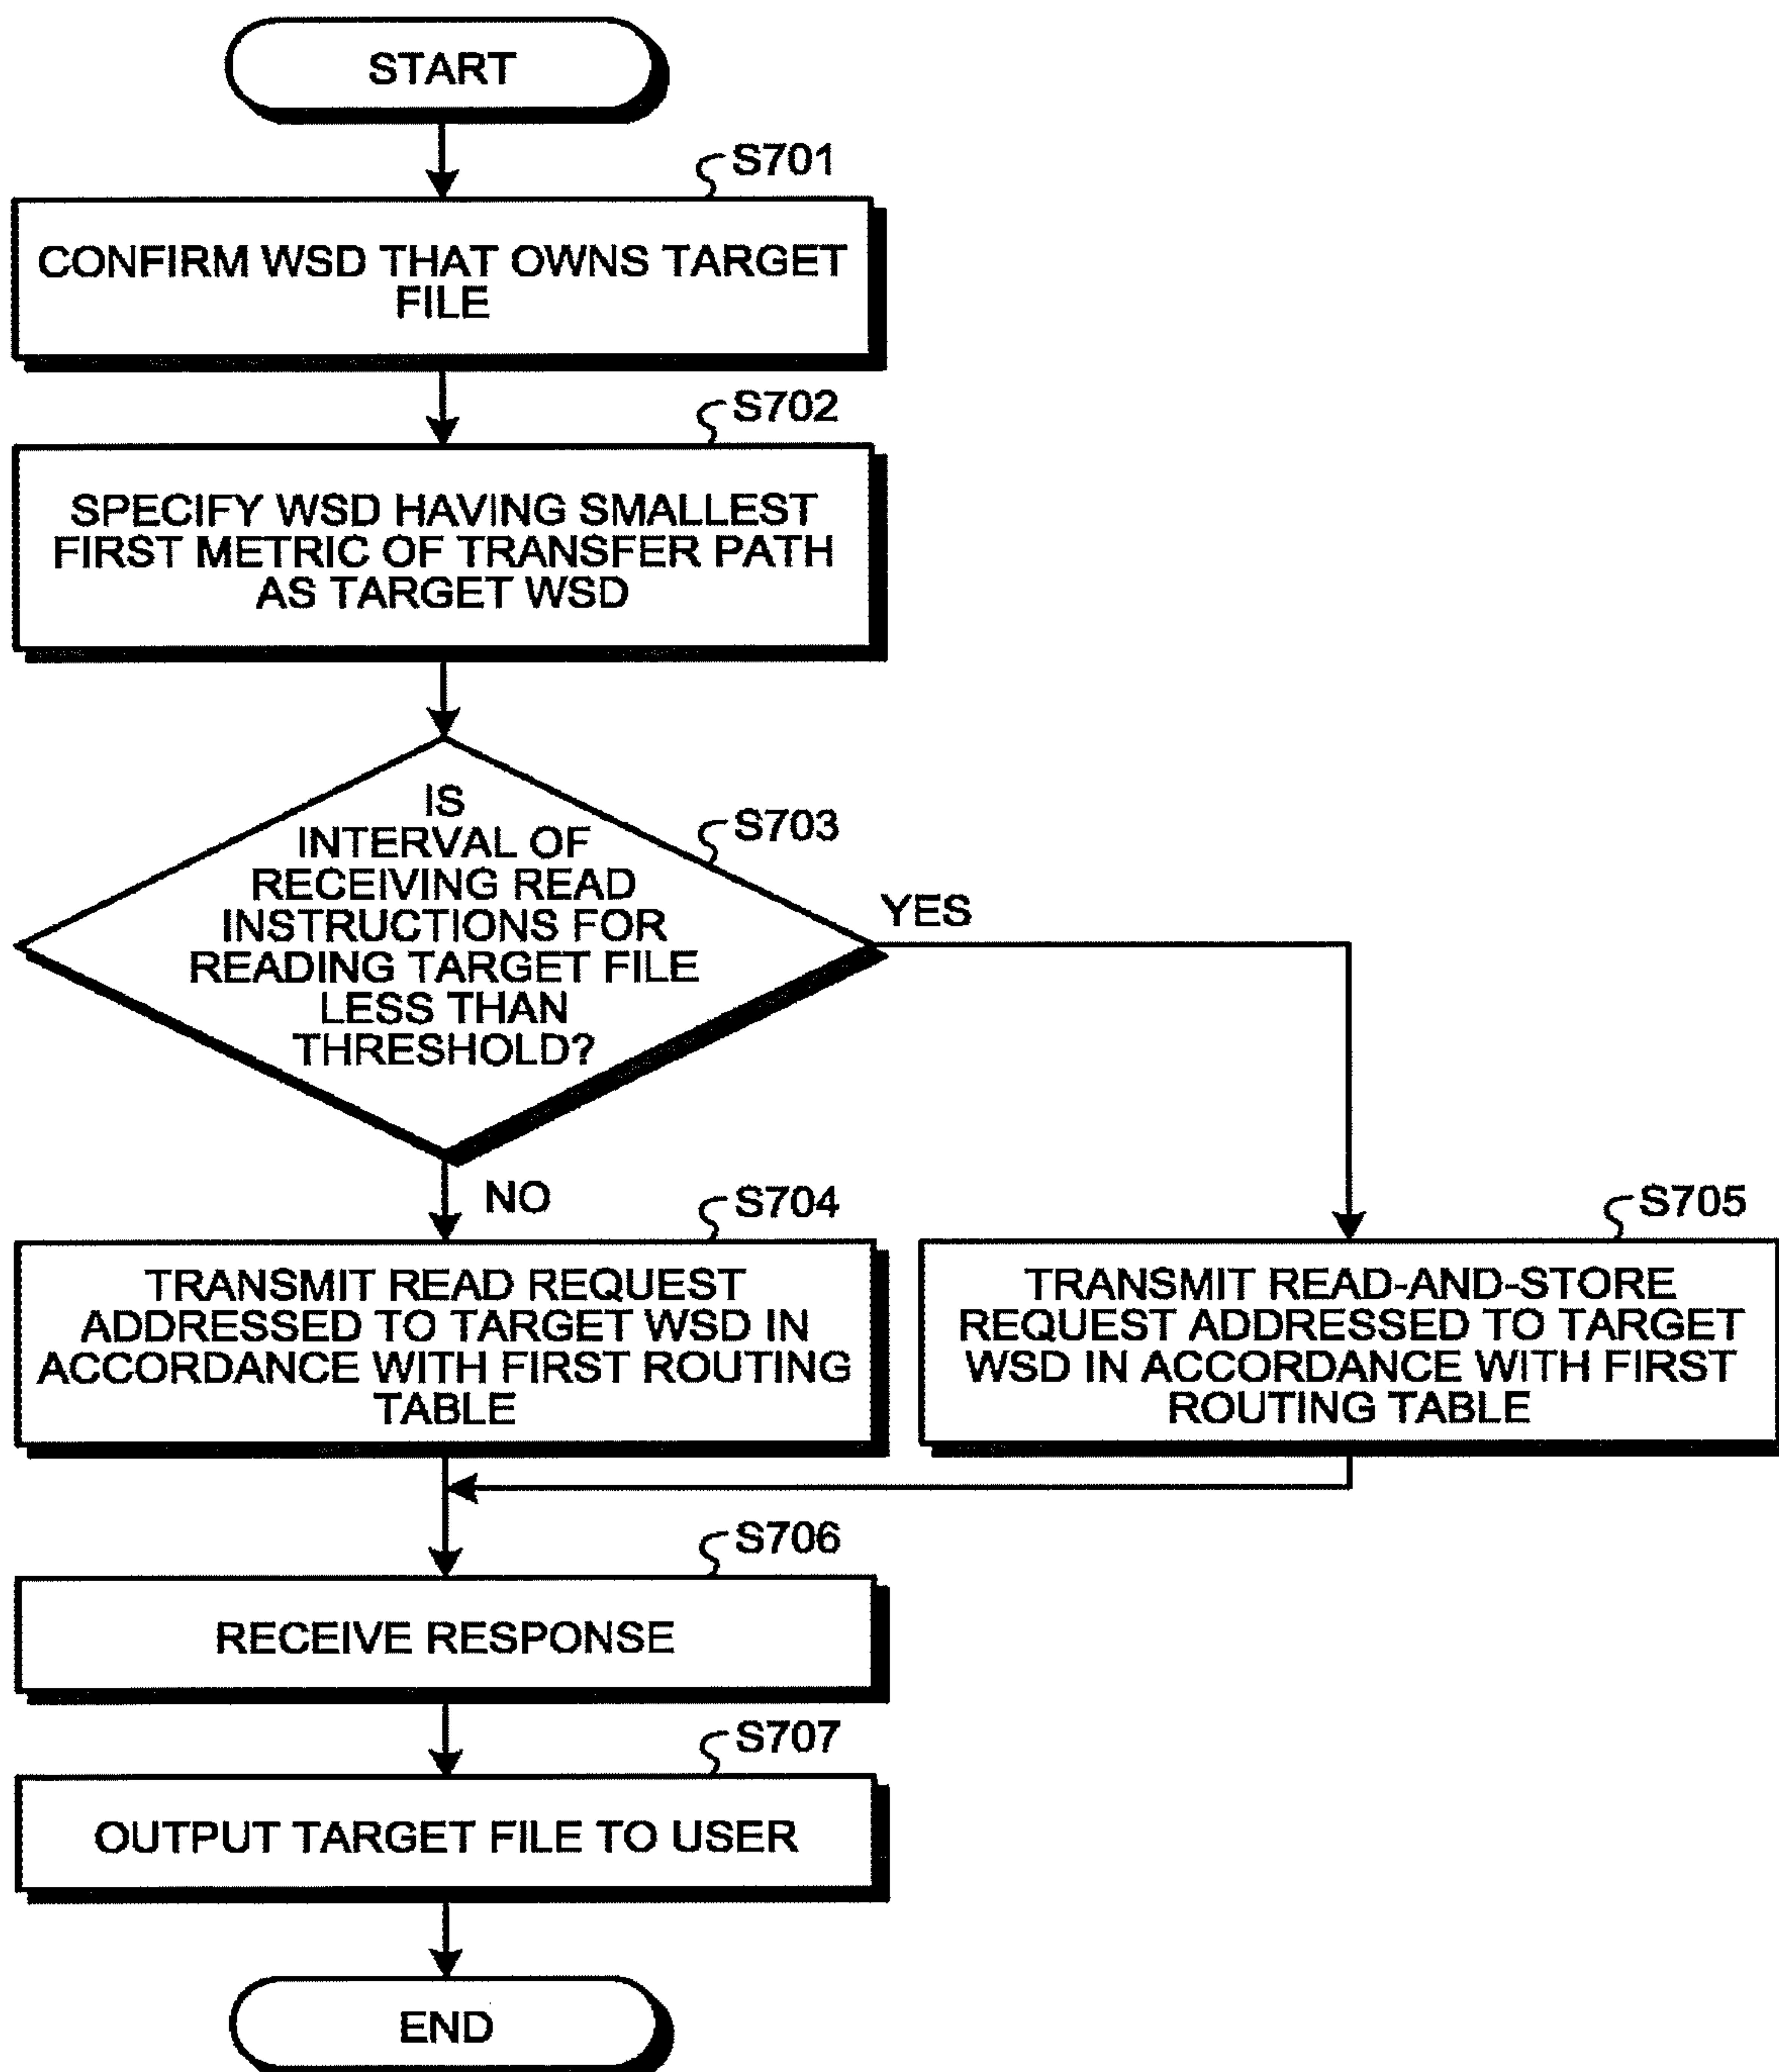 START
S701
CONFIRM WSD THAT OWNS TARGET
FILE
S702
SPECIFY WSD HAVING SMALLEST
FIRST METRIC OF TRANSFER PATH
AS TARGET WSD
S703
IS
INTERVAL OF
RECEIVING READ
INSTRUCTIONS FOR
READING TARGET FILE
LESS THAN
THRESHOLD?
YES
NO
S704
TRANSMIT READ REQUEST
ADDRESSED TO TARGET WSD IN
ACCORDANCE WITH FIRST ROUTING
TABLE
S705
TRANSMIT READ-AND-STORE
REQUEST ADDRESSED TO TARGET
WSD IN ACCORDANCE WITH FIRST
ROUTING TABLE
S706
RECEIVE RESPONSE
S707
OUTPUT TARGET FILE TO USER
END